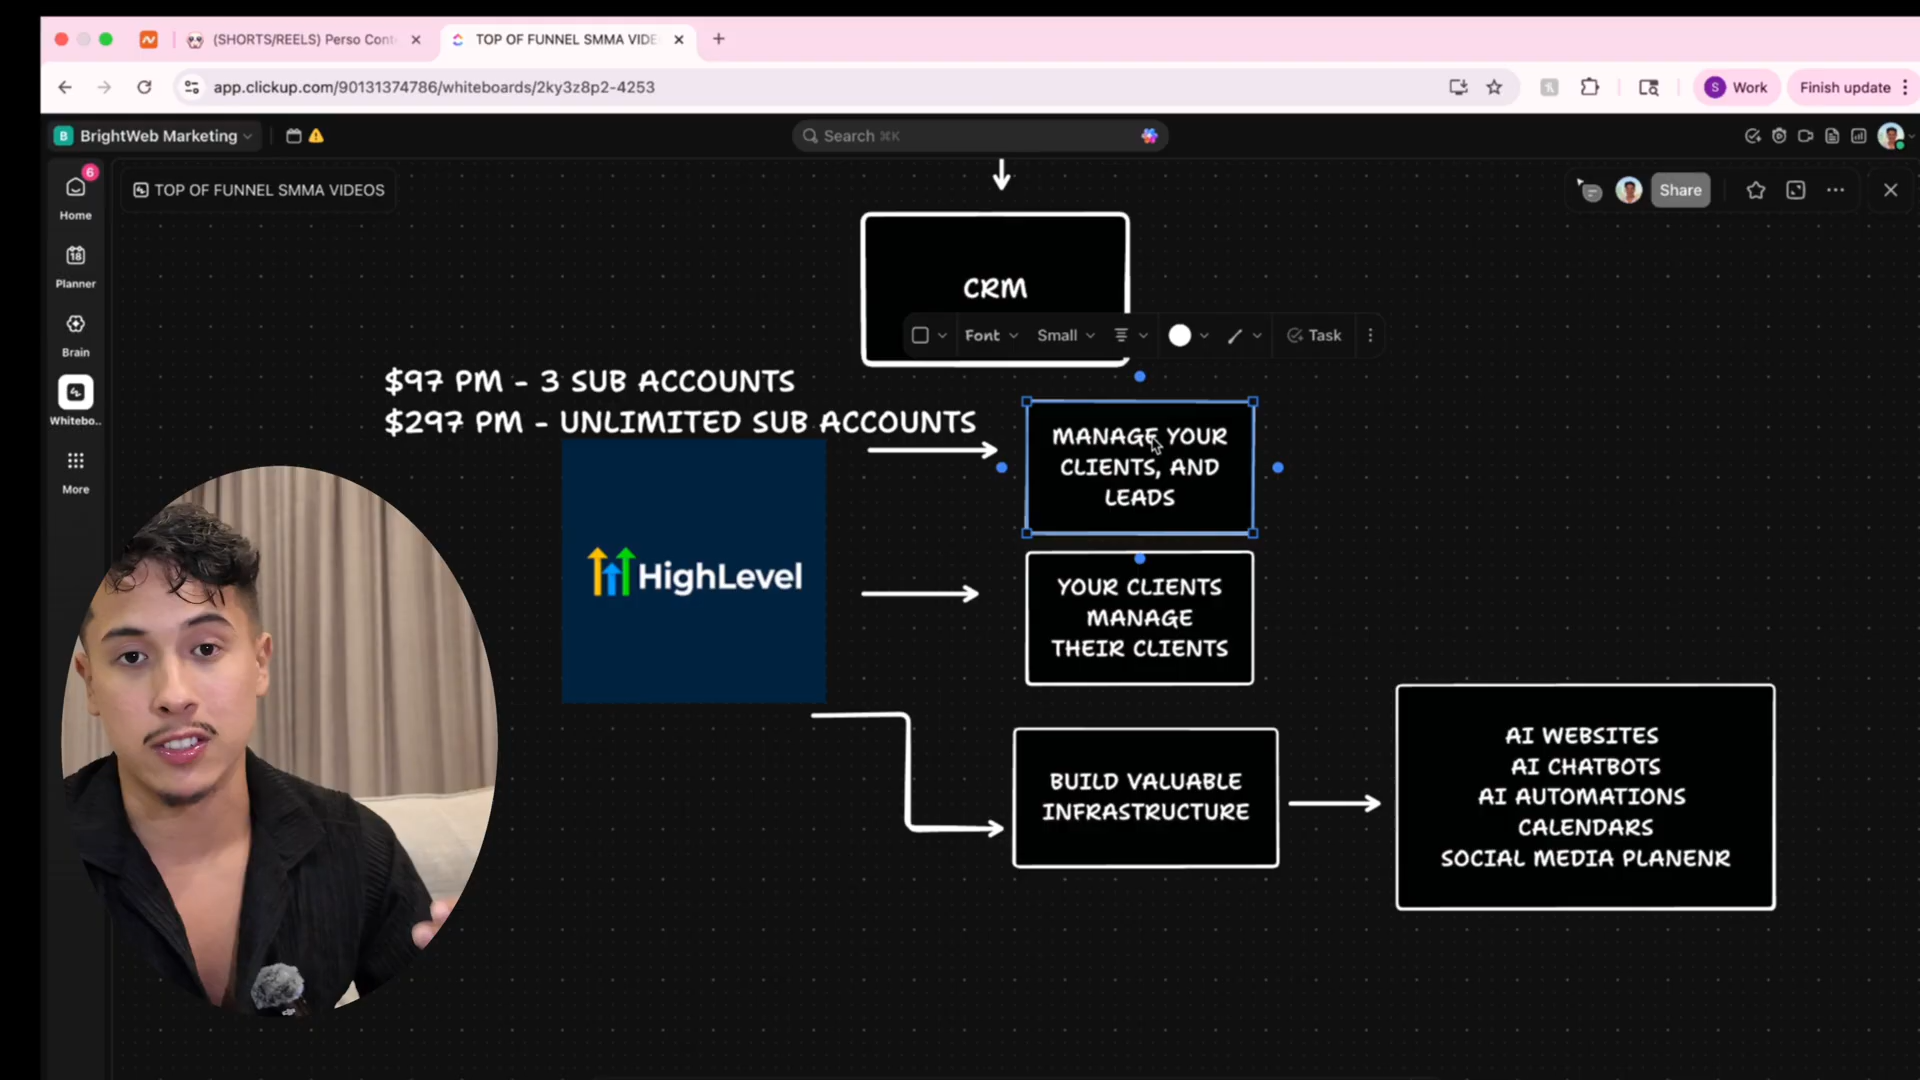 (SHORTS/REELS) Perso Cont
TOP OF FUNNEL SMMA VIDE
app.clickup.com/90131374786/whiteboards/2ky3z8p2-4253
S
Work
Finish update
B
BrightWeb Marketing
Search ⌘K
6
Home
18
Planner
Brain
Whitebo..
More
TOP OF FUNNEL SMMA VIDEOS
Share
CRM
Font
Small
Task
$97 PM - 3 SUB ACCOUNTS
$297 PM - UNLIMITED SUB ACCOUNTS
HighLevel
MANAGE YOUR
CLIENTS, AND
LEADS
YOUR CLIENTS
MANAGE
THEIR CLIENTS
BUILD VALUABLE
INFRASTRUCTURE
AI WEBSITES
AI CHATBOTS
AI AUTOMATIONS
CALENDARS
SOCIAL MEDIA PLANENR